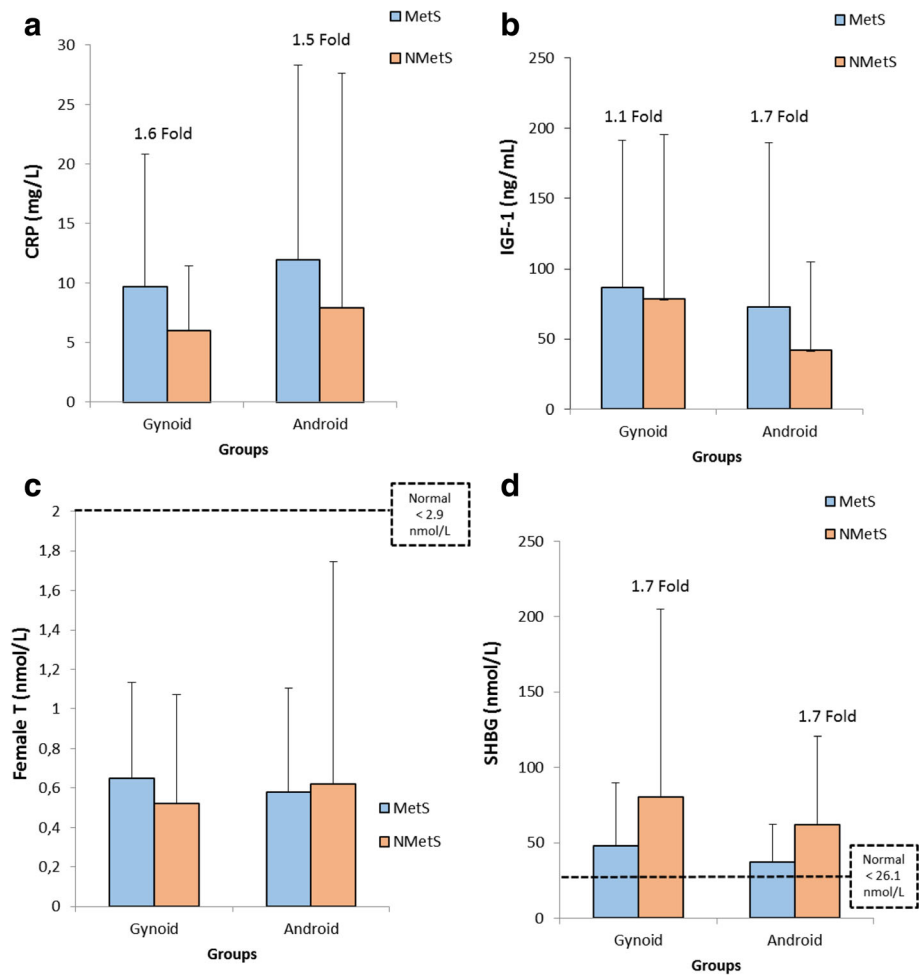 a
MetS
NMetS
1.6 Fold
1.5 Fold
30
25
20
15
10
5
0
CRP (mg/L)
Gynoid
Android
Groups
b
MetS
NMetS
1.1 Fold
1.7 Fold
250
200
150
100
50
0
IGF-1 (ng/mL)
Gynoid
Android
Groups
c
Normal
< 2.9
nmol/L
2
1,8
1,6
1,4
1,2
1
0,8
0,6
0,4
0,2
0
Female T (nmol/L)
MetS
NMetS
Gynoid
Android
Groups
d
MetS
NMetS
1.7 Fold
1.7 Fold
250
200
150
100
50
0
SHBG (nmol/L)
Normal
< 26.1
nmol/L
Gynoid
Android
Groups